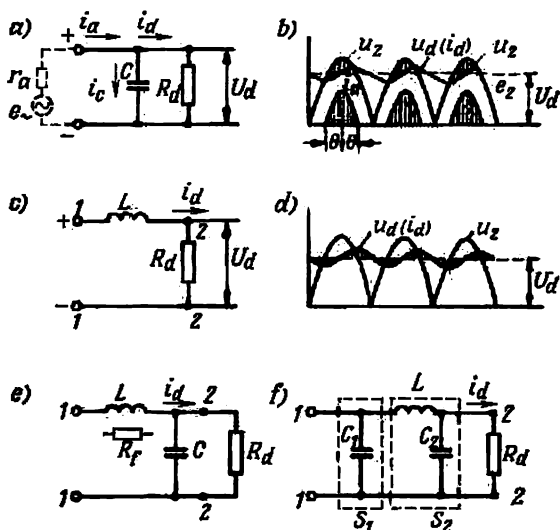 a) + i_a i_d
r_a i_c C R_d U_d
e~ −
b) u_2 u_d(i_d) u_2
i_a e_2 U_d
θ θ
c) 1 L i_d
+ 2
R_d U_d
− 1 2
d) u_d(i_d) u_2
U_d
e) 1 L i_d 2
R_f C R_d
1 2
f) 1 L i_d 2
C_1 C_2 R_d
1 2
S_1 S_2